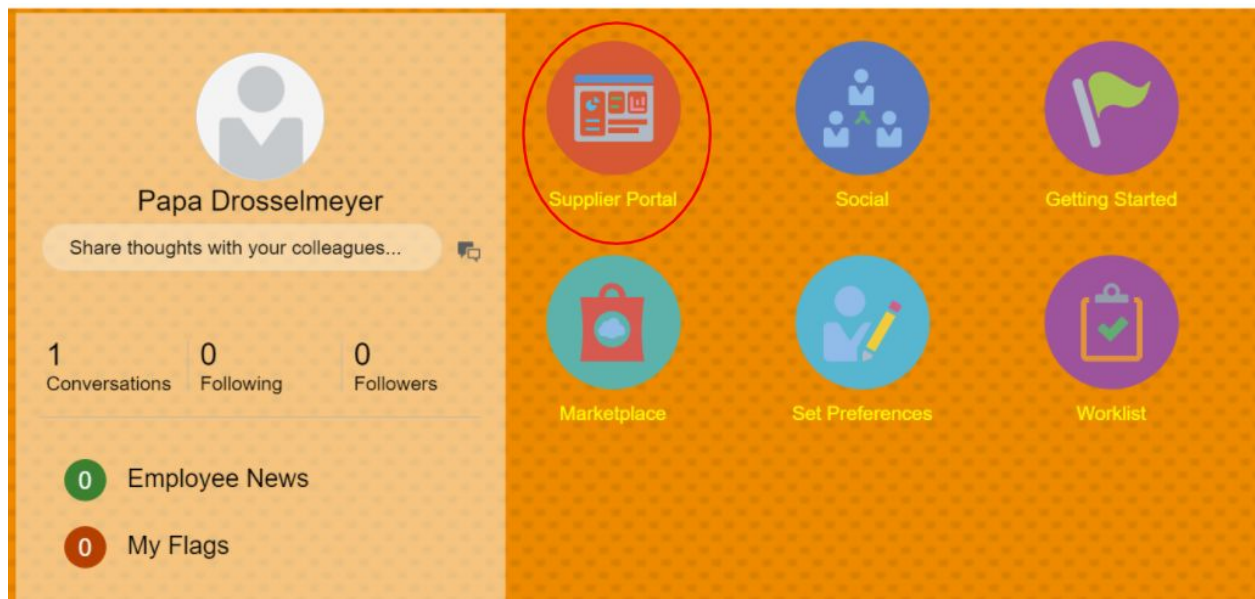 Papa Drosselmeyer
Share thoughts with your colleagues...
1
Conversations
0
Following
0
Followers
0 Employee News
0 My Flags
Supplier Portal
Social
Getting Started
Marketplace
Set Preferences
Worklist